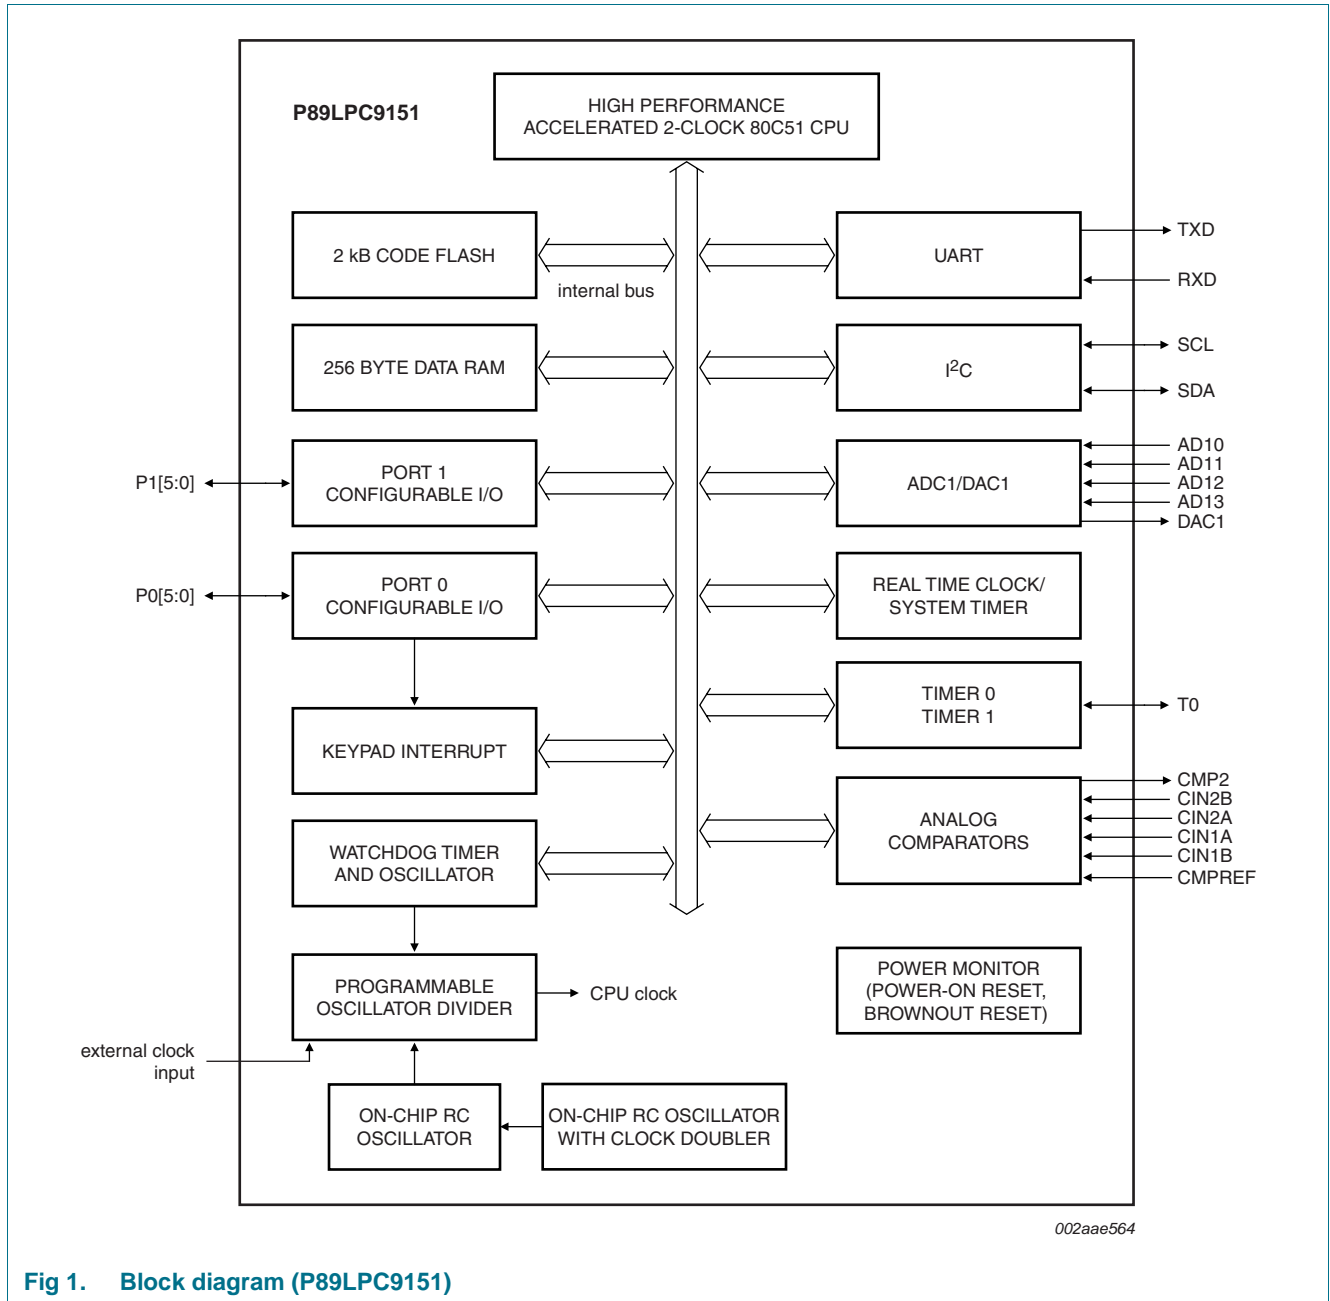 P89LPC9151
HIGH PERFORMANCE
ACCELERATED 2-CLOCK 80C51 CPU
2 kB CODE FLASH
internal bus
UART
TXD
RXD
256 BYTE DATA RAM
I2C
SCL
SDA
P1[5:0]
PORT 1
CONFIGURABLE I/O
ADC1/DAC1
AD10
AD11
AD12
AD13
DAC1
P0[5:0]
PORT 0
CONFIGURABLE I/O
REAL TIME CLOCK/
SYSTEM TIMER
KEYPAD INTERRUPT
TIMER 0
TIMER 1
T0
WATCHDOG TIMER
AND OSCILLATOR
ANALOG
COMPARATORS
CMP2
CIN2B
CIN2A
CIN1A
CIN1B
CMPREF
PROGRAMMABLE
OSCILLATOR DIVIDER
CPU clock
POWER MONITOR
(POWER-ON RESET,
BROWNOUT RESET)
external clock
input
ON-CHIP RC
OSCILLATOR
ON-CHIP RC OSCILLATOR
WITH CLOCK DOUBLER
002aae564
Fig 1. Block diagram (P89LPC9151)